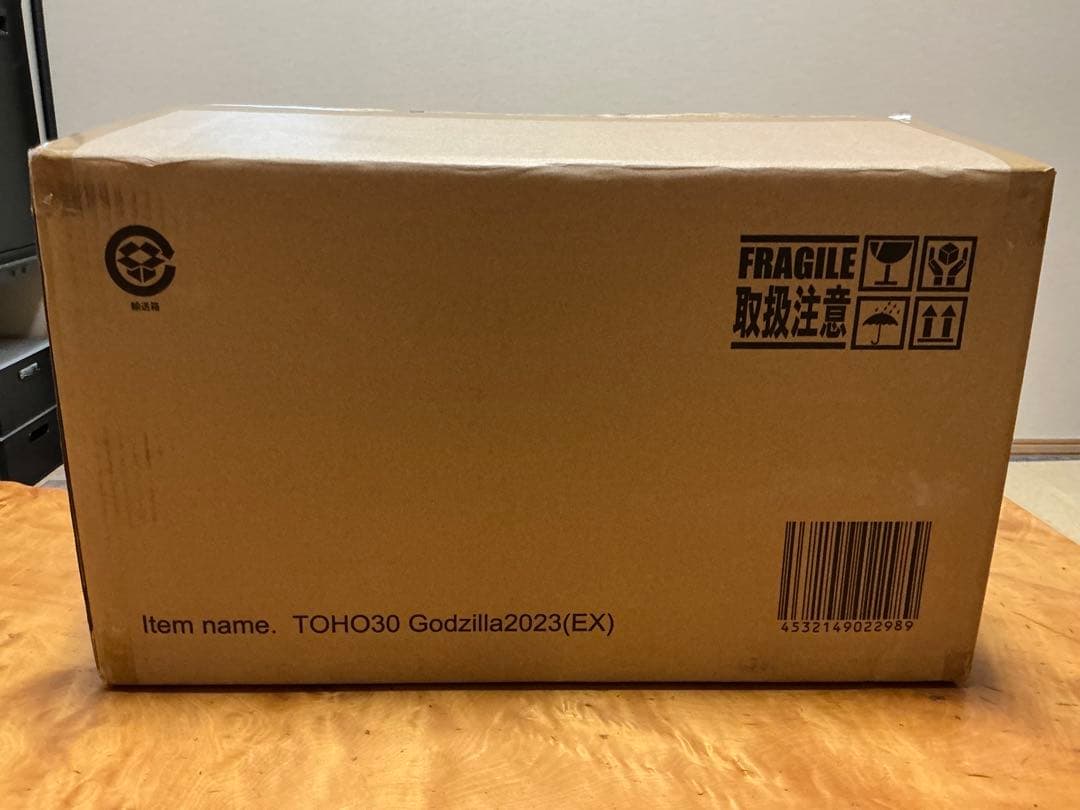 輸送箱
FRAGILE
取扱注意
Item name. TOHO30 Godzilla2023(EX)
4532149022989